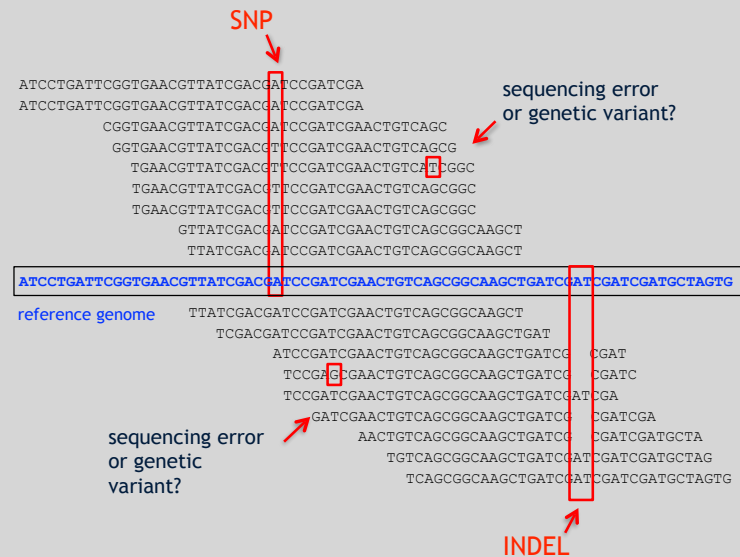 SNP
ATCCTGATTCGGTGAACGTTATCGACGATCCGATCGA
ATCCTGATTCGGTGAACGTTATCGACGATCCGATCGA
CGGTGAACGTTATCGACGATCCGATCGAACTGTCAGC
GGTGAACGTTATCGACGTTCCGATCGAACTGTCAGCG
TGAACGTTATCGACGTTCCGATCGAACTGTCATCGGC
TGAACGTTATCGACGTTCCGATCGAACTGTCAGCGGC
TGAACGTTATCGACGTTCCGATCGAACTGTCAGCGGC
GTTATCGACGATCCGATCGAACTGTCAGCGGCAAGCT
TTATCGACGATCCGATCGAACTGTCAGCGGCAAGCT
sequencing error
or genetic variant?
ATCCTGATTCGGTGAACGTTATCGACGATCCGATCGAACTGTCAGCGGCAAGCTGATCGATCGATCGATGCTAGTG
reference genome
TTATCGACGATCCGATCGAACTGTCAGCGGCAAGCT
TCGACGATCCGATCGAACTGTCAGCGGCAAGCTGAT
ATCCGATCGAACTGTCAGCGGCAAGCTGATCG CGAT
TCCGAGCGAACTGTCAGCGGCAAGCTGATCG CGATC
TCCGATCGAACTGTCAGCGGCAAGCTGATCGATCGA
GATCGAACTGTCAGCGGCAAGCTGATCG CGATCGA
AACTGTCAGCGGCAAGCTGATCG CGATCGATGCTA
TGTCAGCGGCAAGCTGATCGATCGATCGATGCTAG
TCAGCGGCAAGCTGATCGATCGATCGATGCTAGTG
sequencing error
or genetic
variant?
INDEL